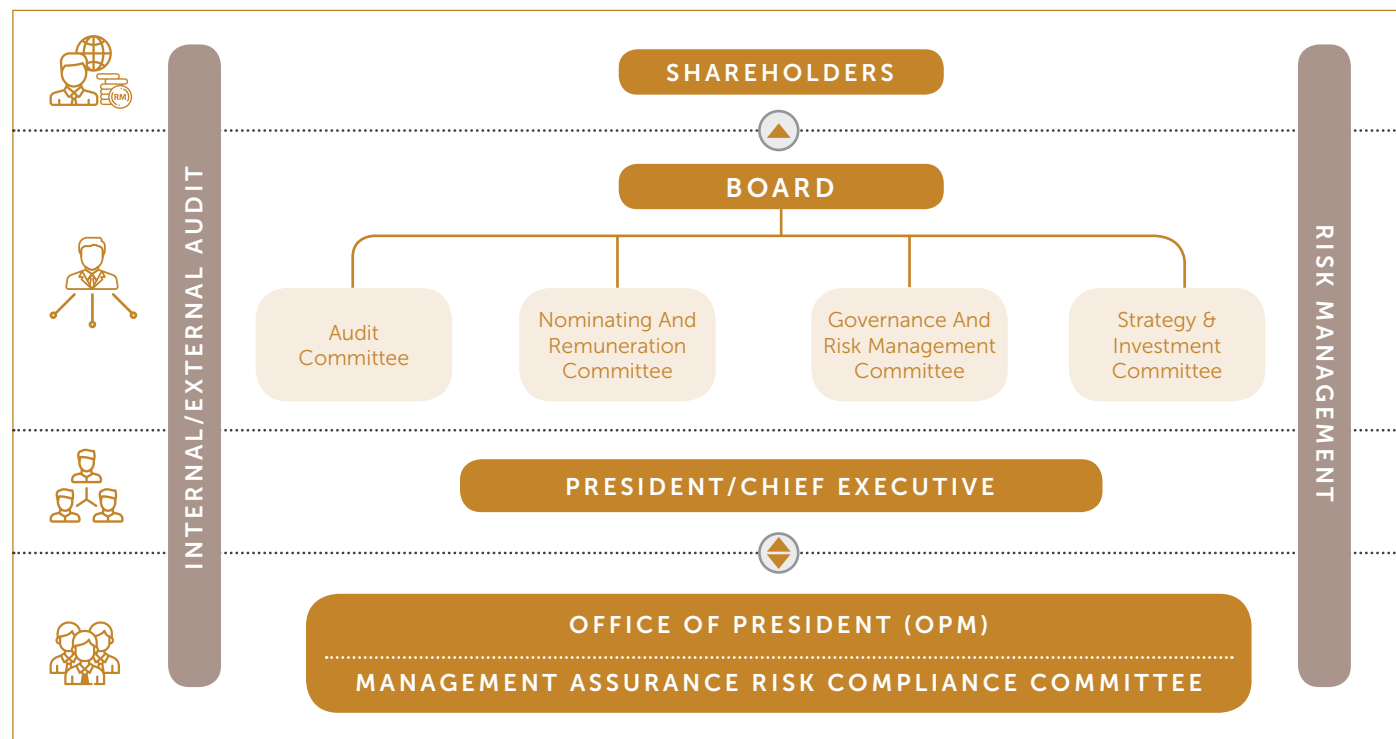 SHAREHOLDERS
RM
INTERNAL/EXTERNAL AUDIT
RISK MANAGEMENT
BOARD
Audit
Committee
Nominating And
Remuneration
Committee
Governance And
Risk Management
Committee
Strategy &
Investment
Committee
PRESIDENT/CHIEF EXECUTIVE
OFFICE OF PRESIDENT (OPM)
MANAGEMENT ASSURANCE RISK COMPLIANCE COMMITTEE